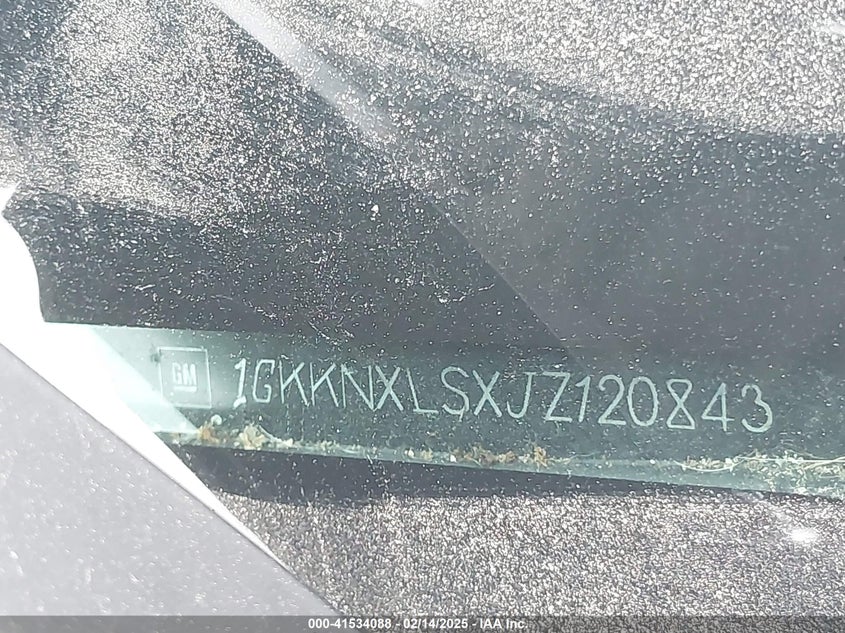 GM 1GKKNXLSXJZ120843
000-41534088 - 02/14/2025 - IAA Inc.